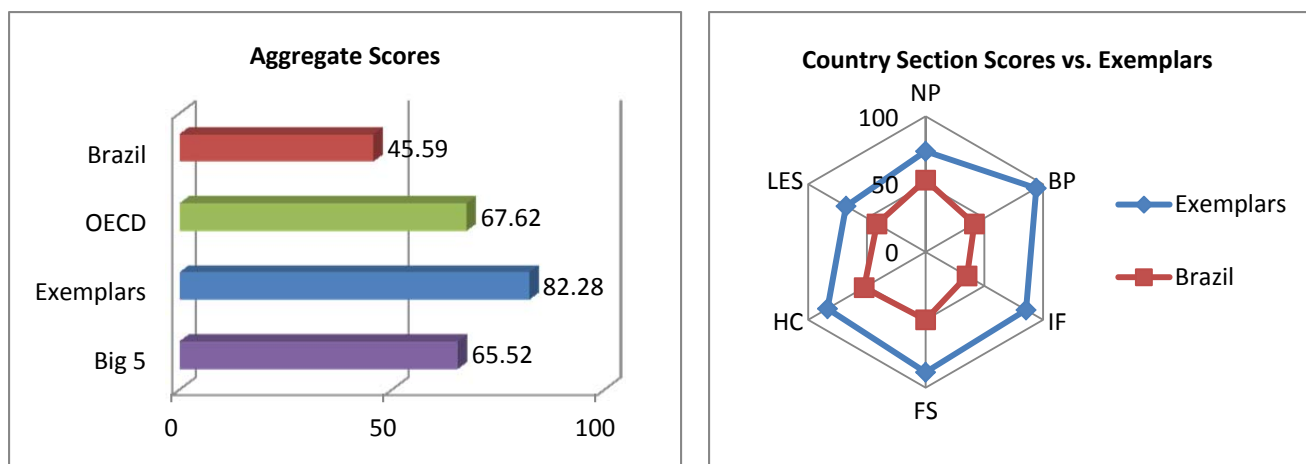 Aggregate Scores
Brazil
45.59
OECD
67.62
Exemplars
82.28
Big 5
65.52
0
50
100
Country Section Scores vs. Exemplars
NP
100
LES
50
BP
0
HC
IF
FS
Exemplars
Brazil